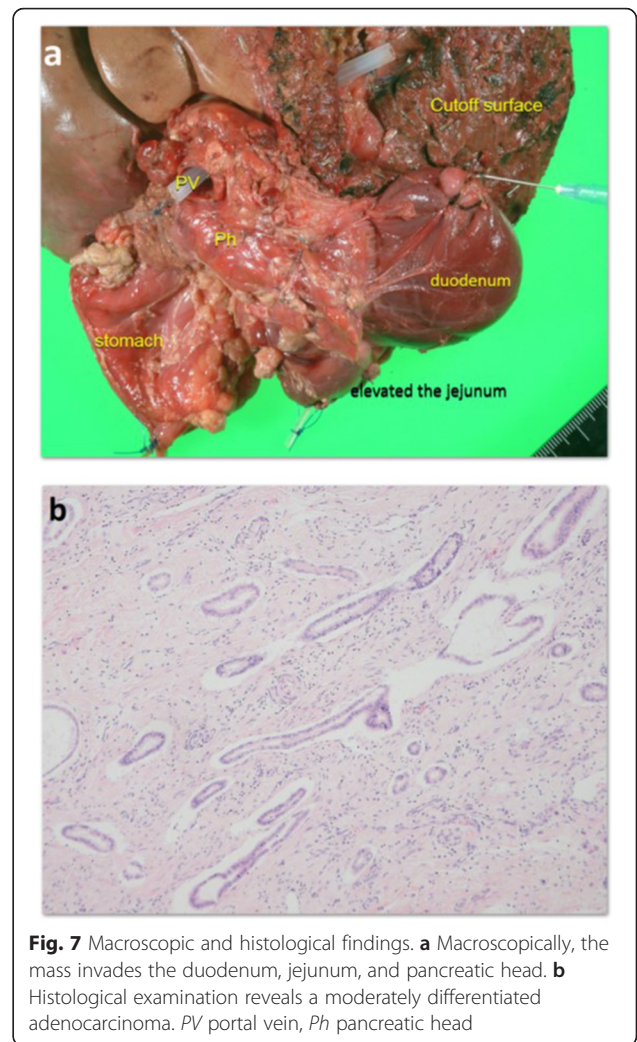 a
Cutoff surface
PV
Ph
duodenum
stomach
elevated the jejunum
b
Fig. 7 Macroscopic and histological findings. a Macroscopically, the
mass invades the duodenum, jejunum, and pancreatic head. b
Histological examination reveals a moderately differentiated
adenocarcinoma. PV portal vein, Ph pancreatic head